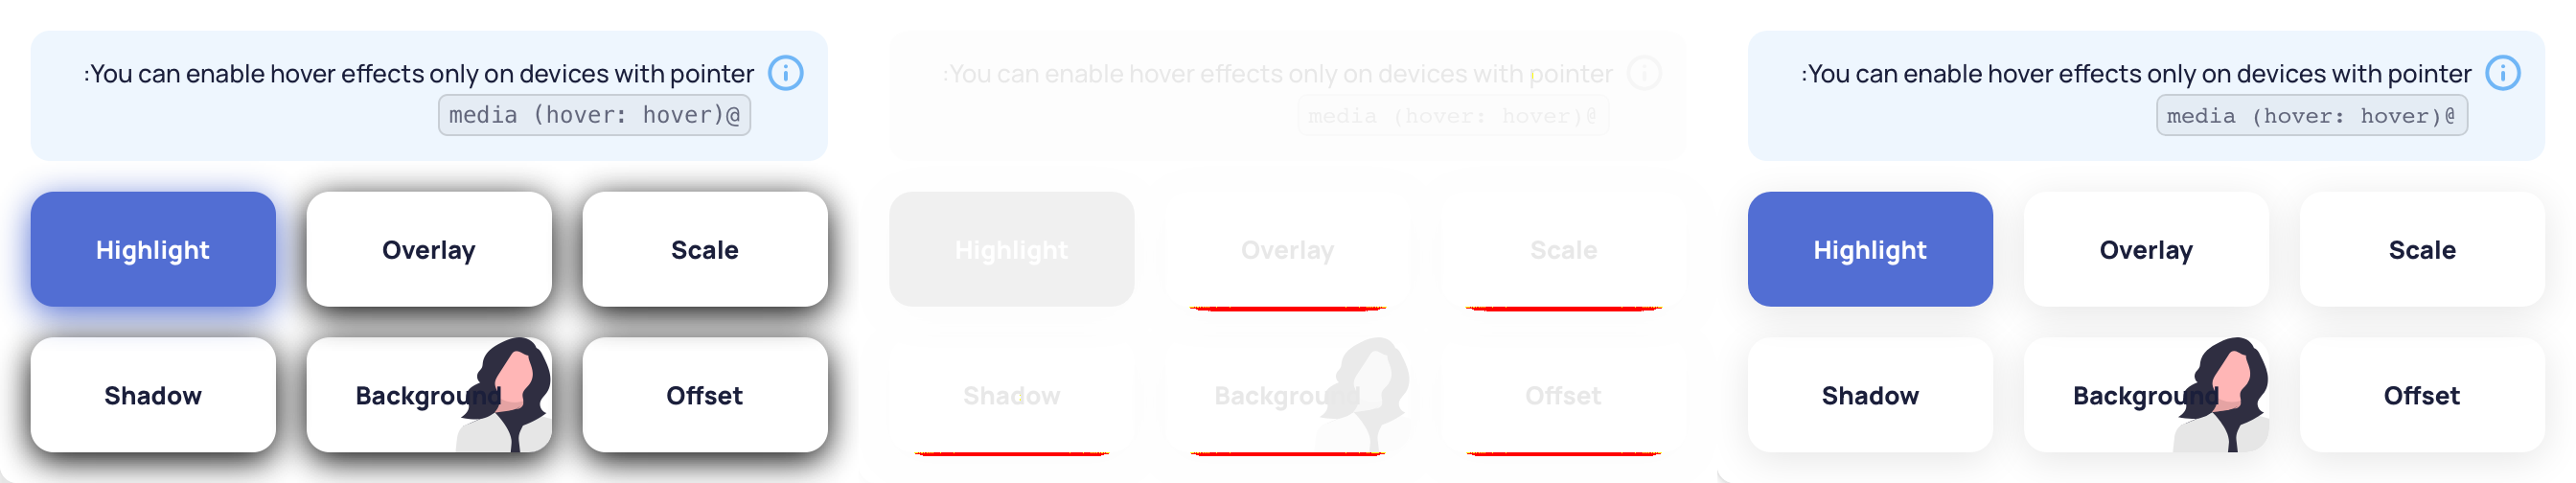 :You can enable hover effects only on devices with pointer
media (hover: hover)@
Highlight
Overlay
Scale
Shadow
Background
Offset
:You can enable hover effects only on devices with pointer
media (hover: hover)@
Highlight
Overlay
Scale
Shadow
Background
Offset
:You can enable hover effects only on devices with pointer
media (hover: hover)@
Highlight
Overlay
Scale
Shadow
Background
Offset